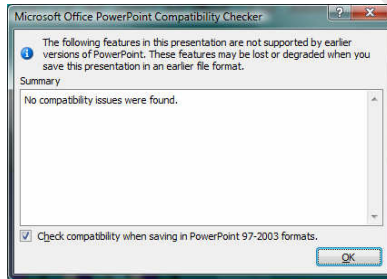 Microsoft Office PowerPoint Compatibility Checker
The following features in this presentation are not supported by earlier
versions of PowerPoint. These features may be lost or degraded when you
save this presentation in an earlier file format.
Summary
No compatibility issues were found.
Check compatibility when saving in PowerPoint 97-2003 formats.
OK